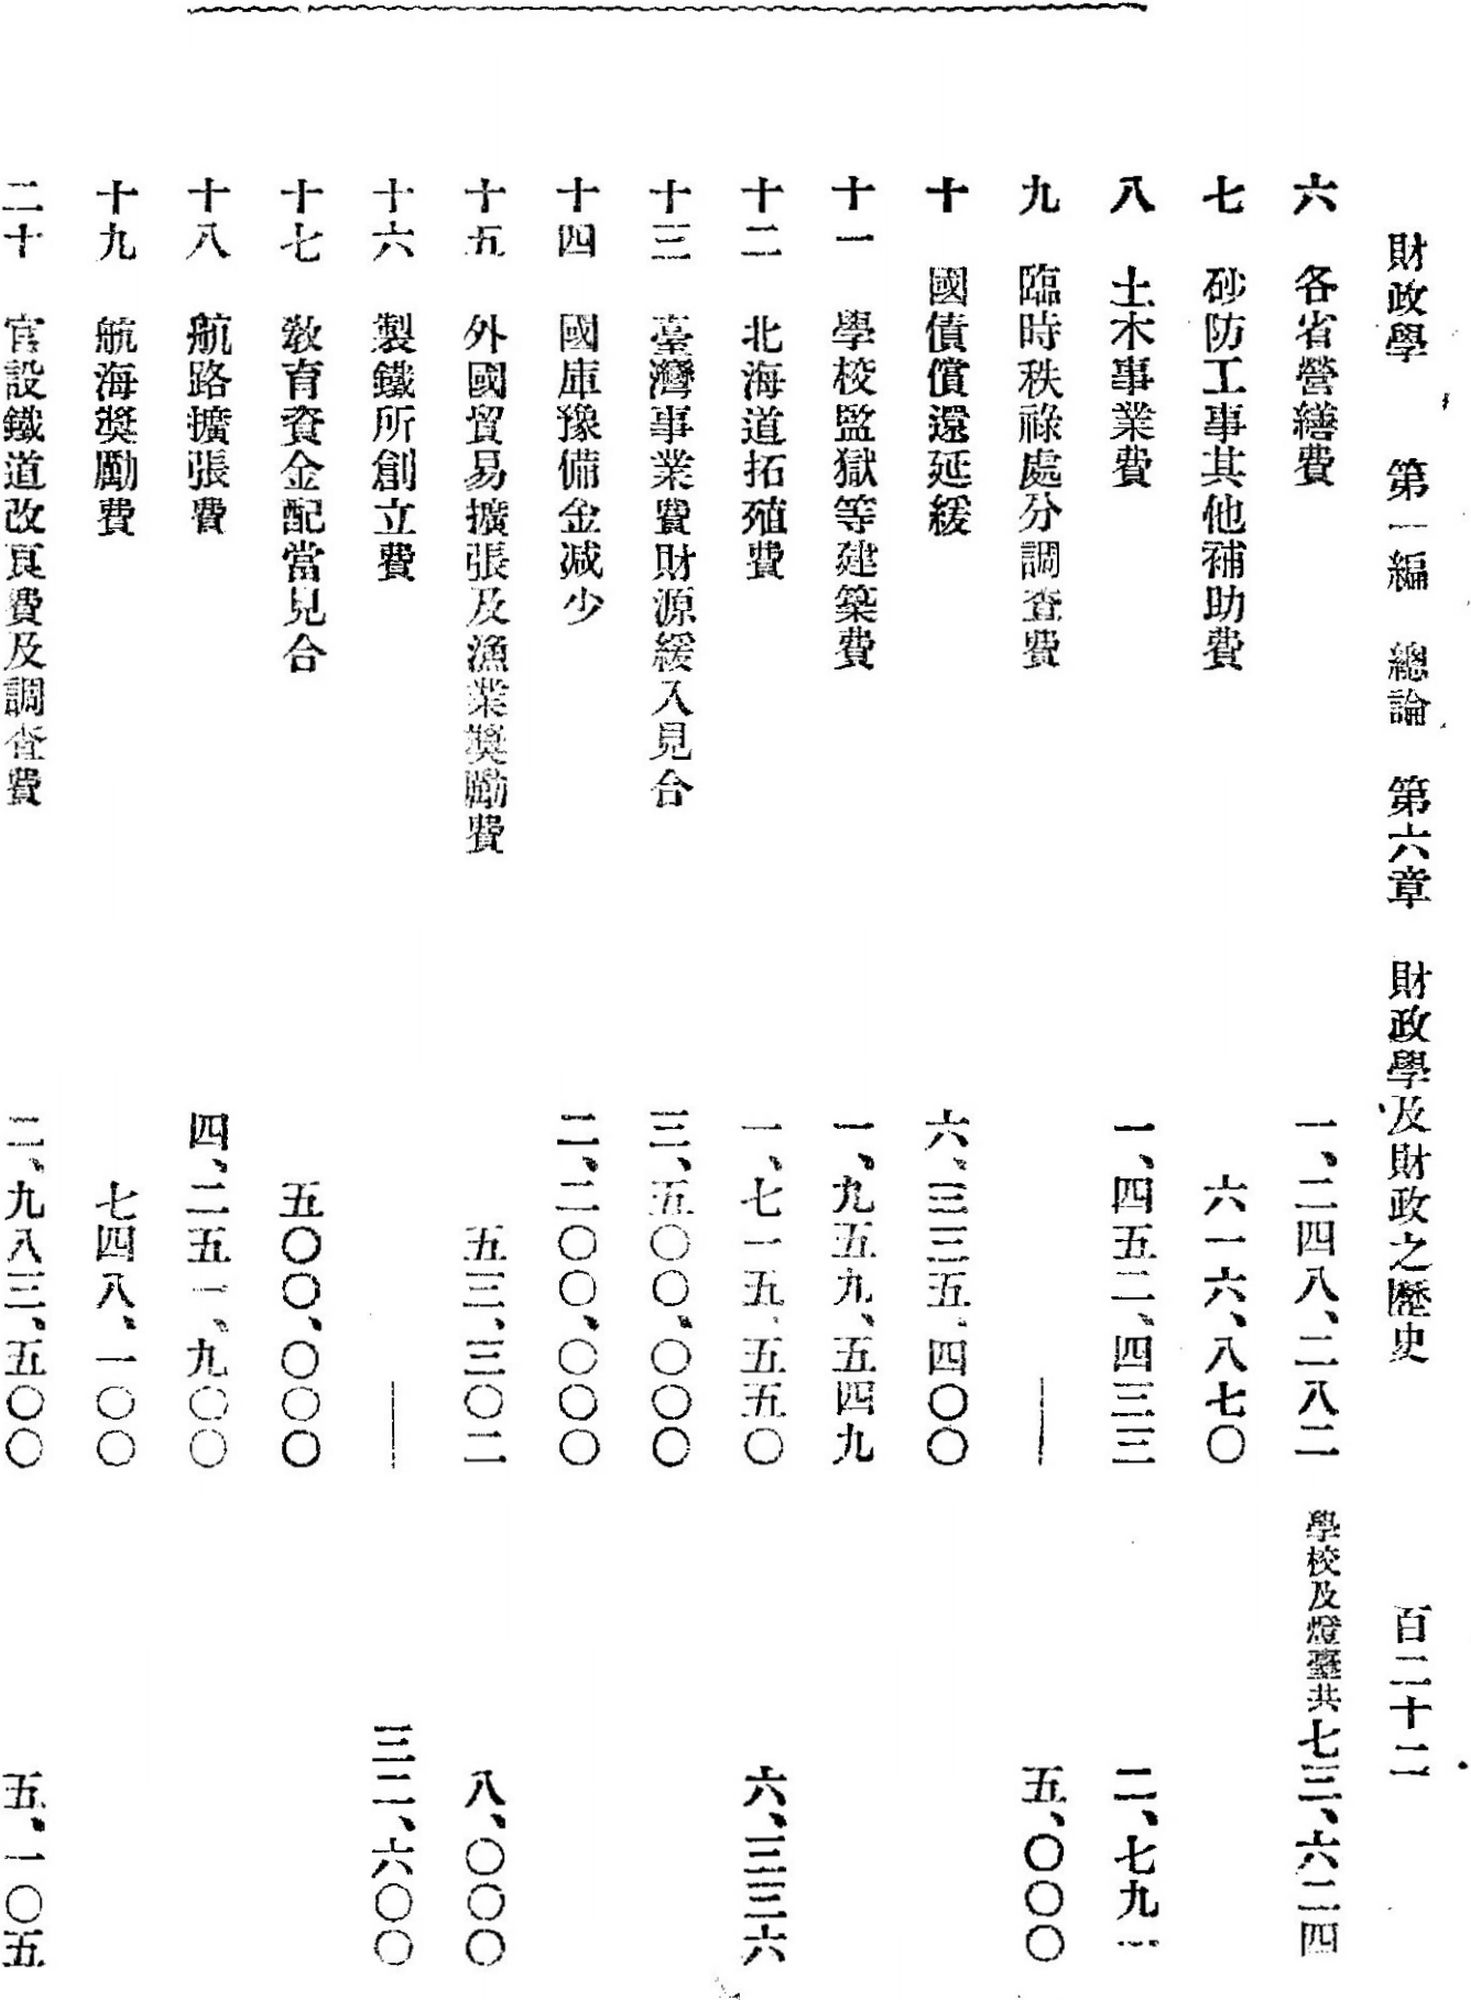 財政學 第一編 總論 第六章 財政學及財政之歷史 百二十二
六 各省營繕費 一、二四八、二八二 學校及燈臺共七三、六二四
七 砂防工事其他補助費 六一六、八七〇
八 土木事業費 一、四五二、四三三 二、七九一
九 臨時秩祿處分調查費 ― 五、〇〇〇
十 國債償還延緩 六、三三五、四〇〇
十一 學校監獄等建築費 一、九五九、五四九
十二 北海道拓殖費 一、七一五、五五〇 六、三三六
十三 臺灣事業費財源緩入見合 三、五〇〇、〇〇〇
十四 國庫豫備金減少 二、二〇〇、〇〇〇
十五 外國貿易擴張及漁業獎勵費 五三、三〇二 八、〇〇〇
十六 製鐵所創立費 ― 三二、六〇〇
十七 敎育資金配當見合 五〇〇、〇〇〇
十八 航路擴張費 四、二五一、九〇〇
十九 航海獎勵費 七四八、一〇〇
二十 官設鐵道改良費及調查費 二、九八三、五〇〇 五、一〇五